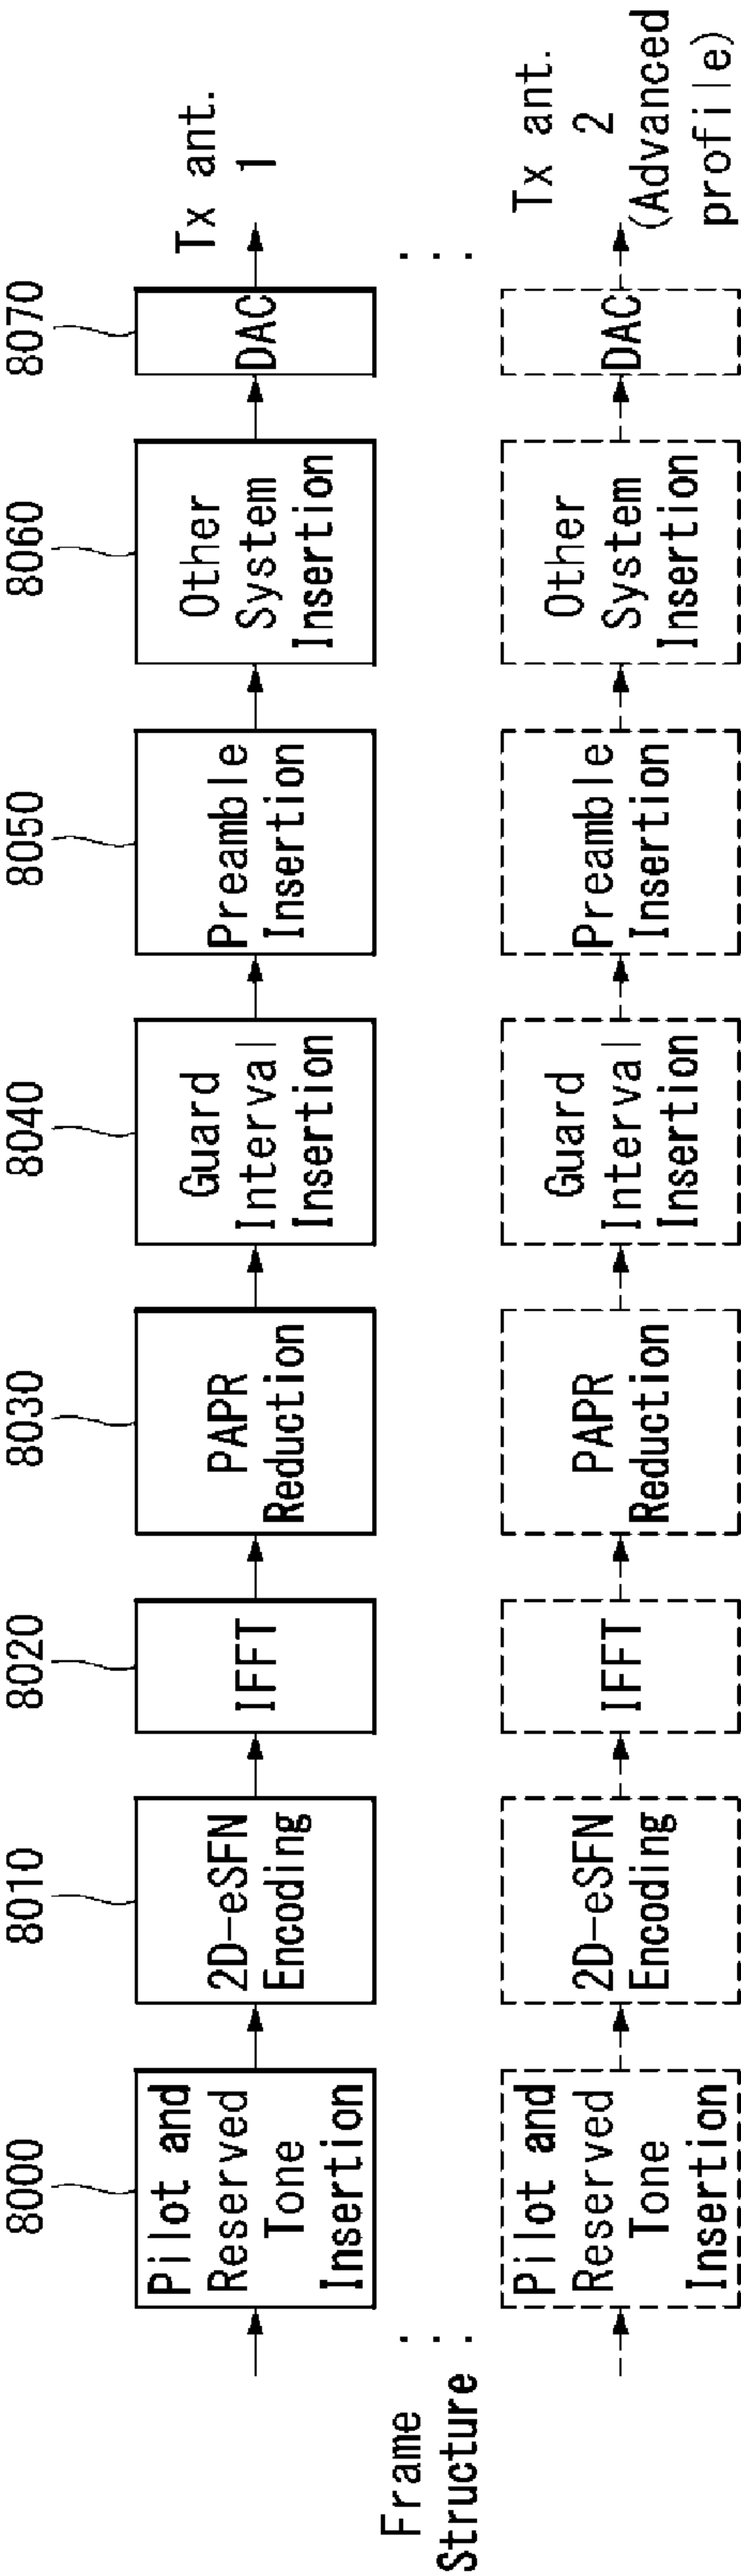 8000
8010
8020
8030
8040
8050
8060
8070
Pilot and
Reserved
Tone
Insertion
2D-eSFN
Encoding
IFFT
PAPR
Reduction
Guard
Interval
Insertion
Preamble
Insertion
Other
System
Insertion
DAC
Tx ant.
1
Frame
Structure
...
...
Pilot and
Reserved
Tone
Insertion
2D-eSFN
Encoding
IFFT
PAPR
Reduction
Guard
Interval
Insertion
Preamble
Insertion
Other
System
Insertion
DAC
Tx ant.
2
(Advanced
profile)